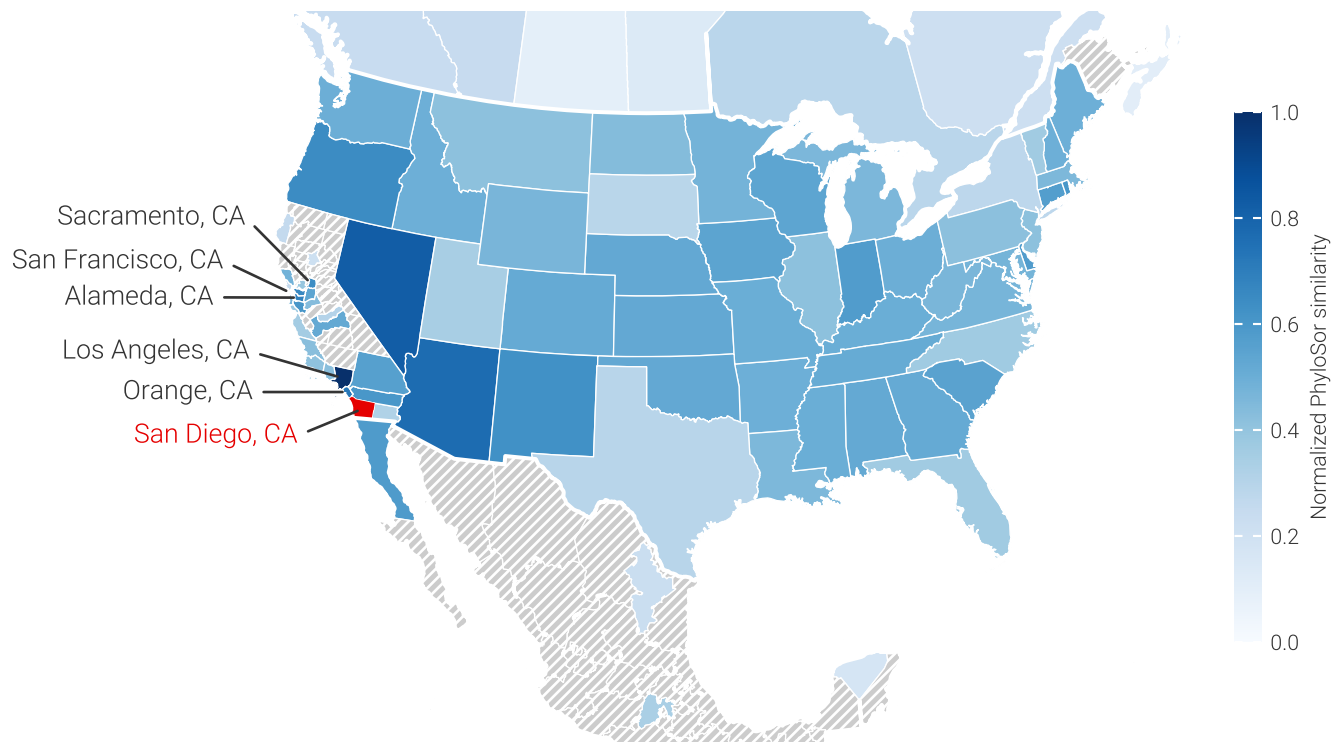 Sacramento, CA
San Francisco, CA
Alameda, CA
Los Angeles, CA
Orange, CA
San Diego, CA
1.0
0.8
0.6
0.4
0.2
0.0
Normalized PhyloSor similarity